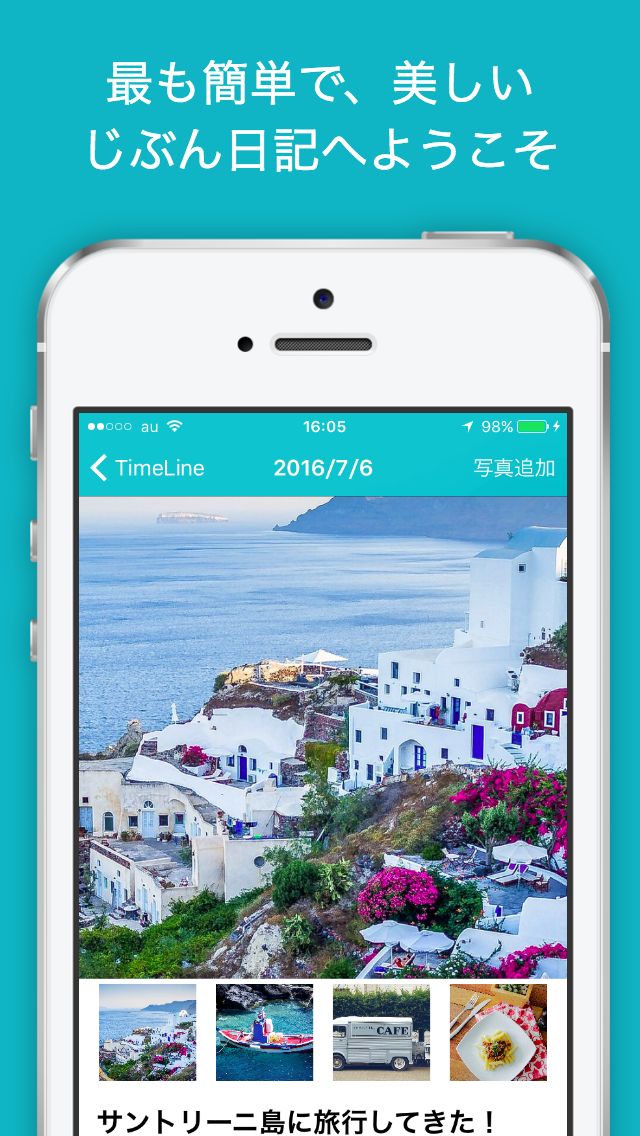 最も簡単で、美しい
じぶん日記へようこそ
au 16:05 98%
TimeLine 2016/7/6 写真追加
CAFE
サントリーニ島に旅行してきた！